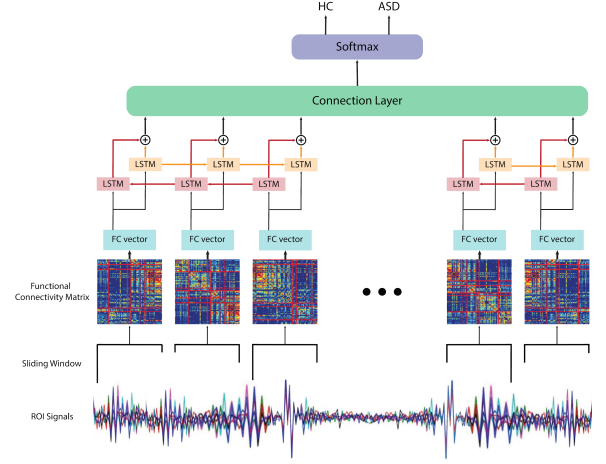 HC
ASD
Softmax
Connection Layer
LSTM
LSTM
LSTM
LSTM
LSTM
LSTM
LSTM
LSTM
LSTM
LSTM
FC vector
FC vector
FC vector
FC vector
FC vector
Functional
Connectivity Matrix
Sliding Window
ROI Signals